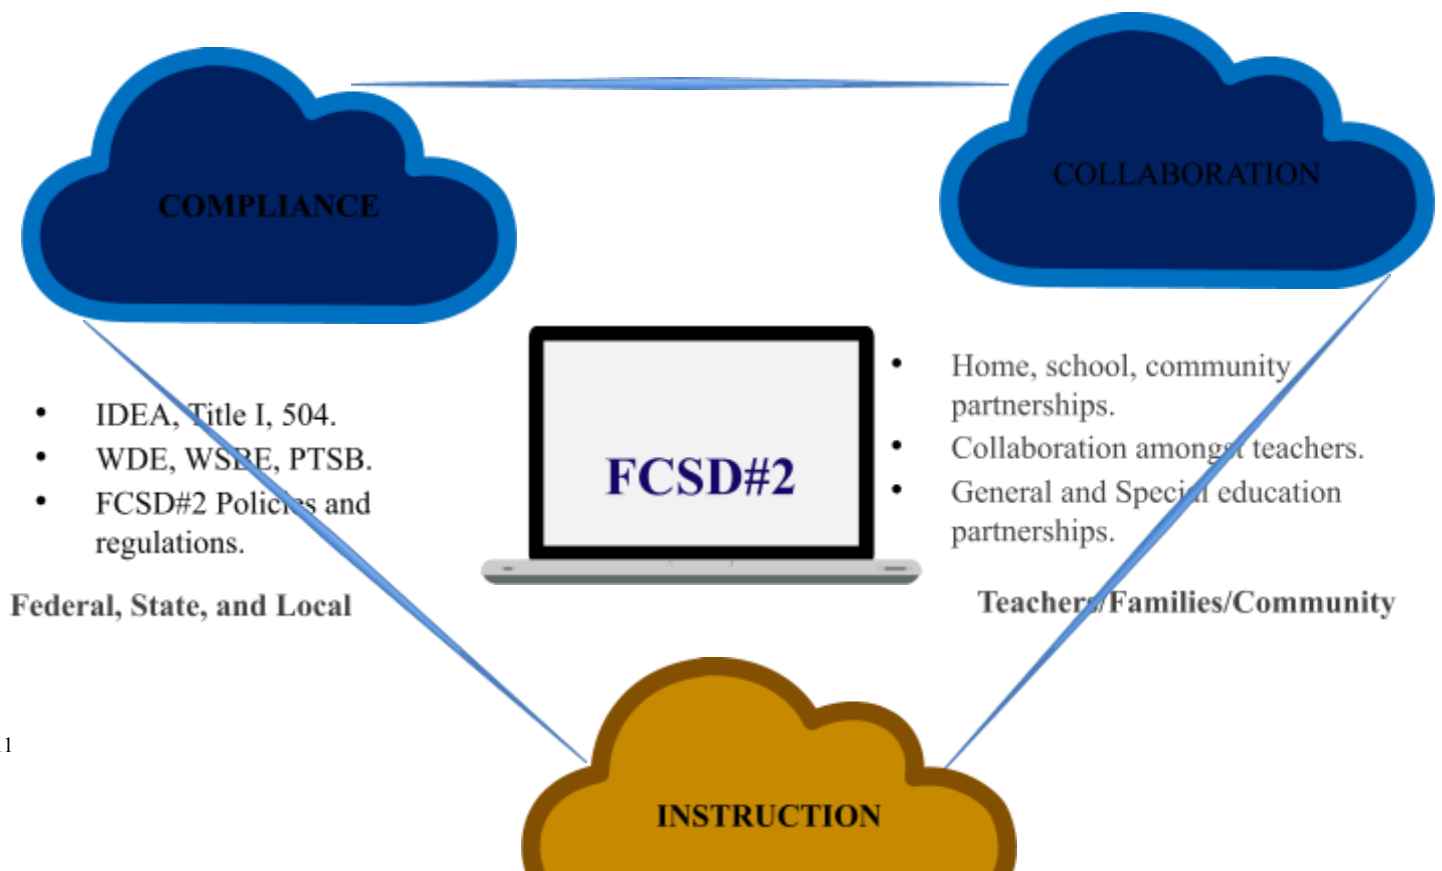 COMPLIANCE
COLLABORATION
• IDEA, Title I, 504.
• WDE, WSBE, PTSB.
• FCSD#2 Policies and
regulations.
Federal, State, and Local
FCSD#2
• Home, school, community
partnerships.
• Collaboration amongst teachers.
• General and Special education
partnerships.
Teachers/Families/Community
1
INSTRUCTION